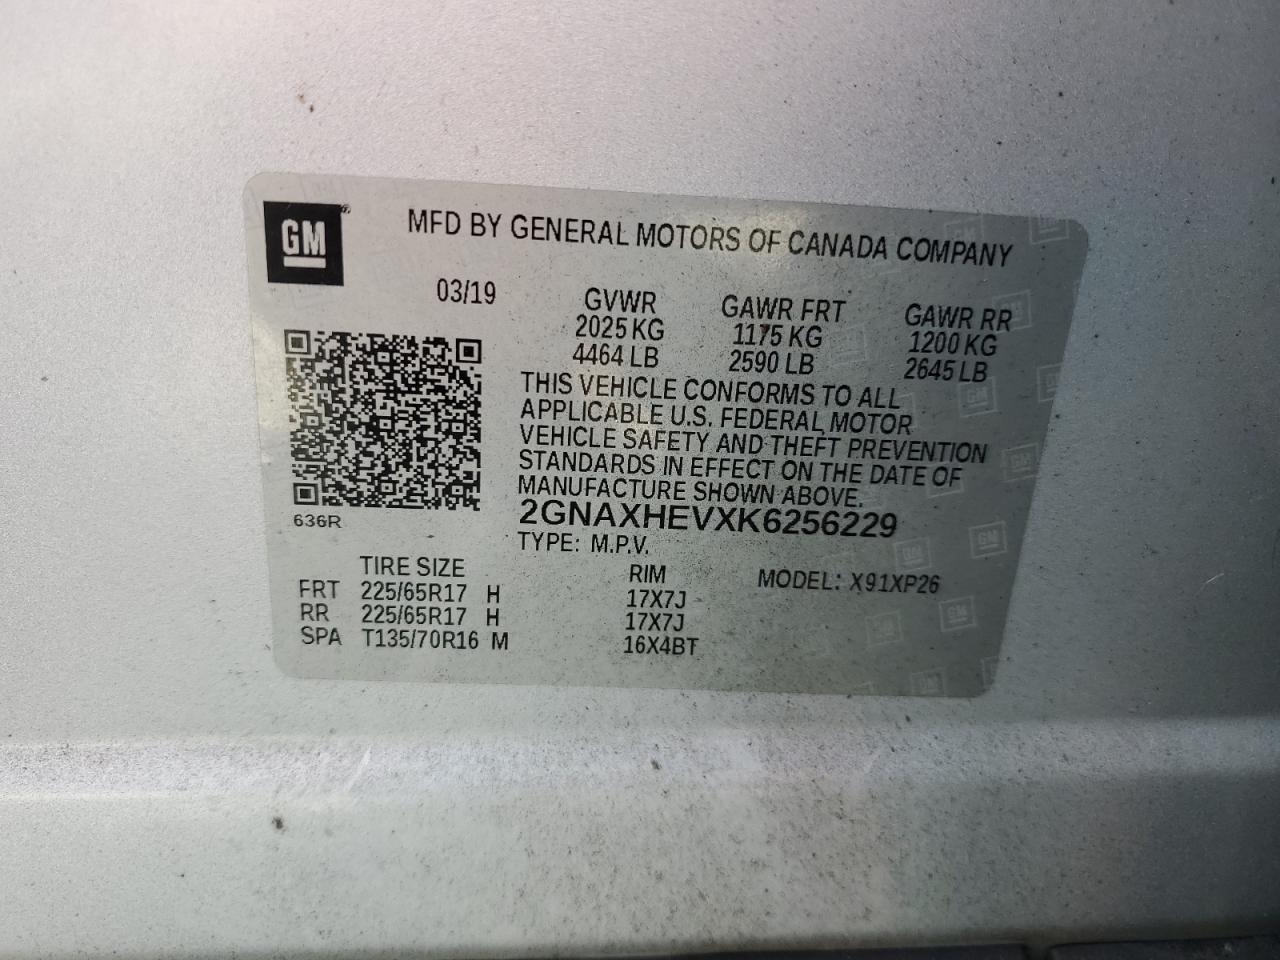 GM
MFD BY GENERAL MOTORS OF CANADA COMPANY
03/19
GVWR GAWR FRT GAWR RR
2025 KG 1175 KG 1200 KG
4464 LB 2590 LB 2645 LB
THIS VEHICLE CONFORMS TO ALL
APPLICABLE U.S. FEDERAL MOTOR
VEHICLE SAFETY AND THEFT PREVENTION
STANDARDS IN EFFECT ON THE DATE OF
MANUFACTURE SHOWN ABOVE.
2GNAXHEVXK6256229
636R
TYPE: M.P.V.
TIRE SIZE RIM MODEL: X91XP26
FRT 225/65R17 H 17X7J
RR 225/65R17 H 17X7J
SPA T135/70R16 M 16X4BT